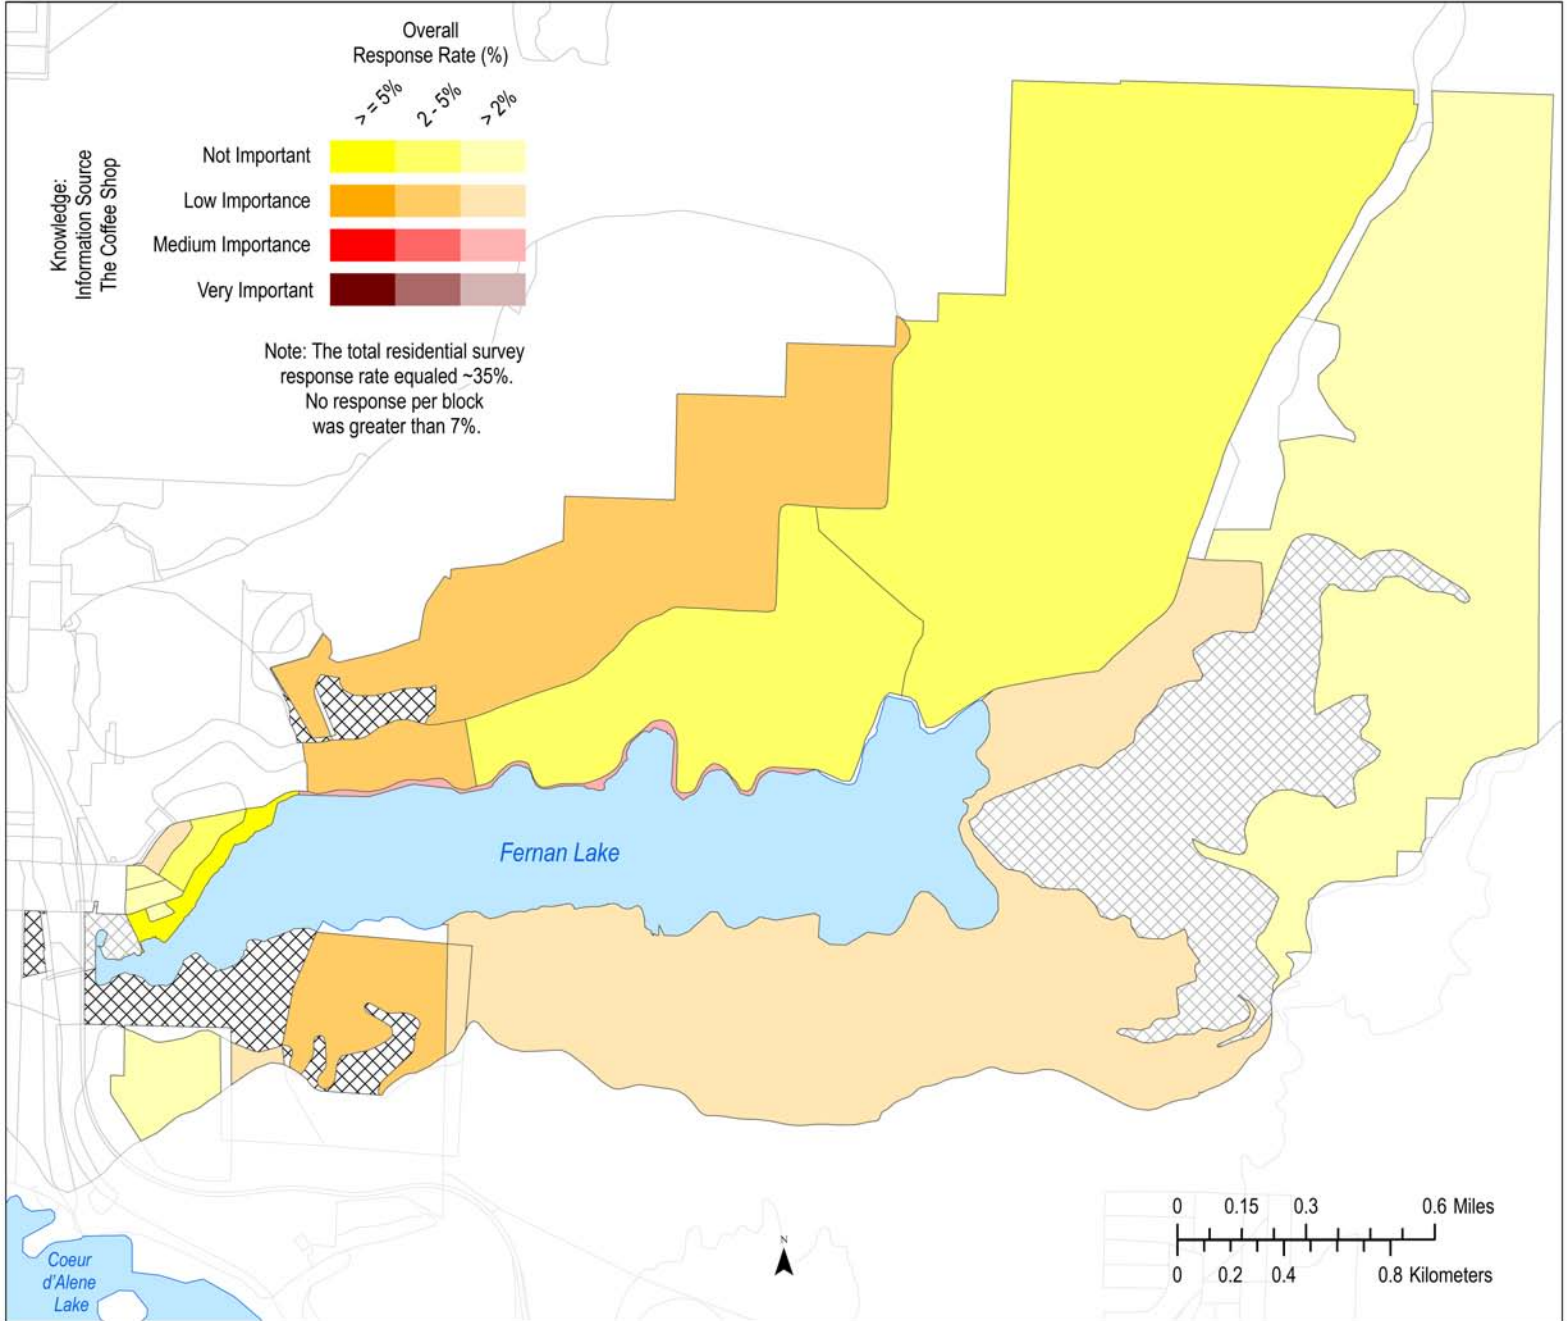 Overall
Response Rate (%)
> = 5%
2 - 5%
> 2%
Knowledge:
Information Source
The Coffee Shop
Not Important
Low Importance
Medium Importance
Very Important
Note: The total residential survey
response rate equaled ~35%.
No response per block
was greater than 7%.
Fernan Lake
Coeur
d'Alene
Lake
N
0 0.15 0.3 0.6 Miles
0 0.2 0.4 0.8 Kilometers